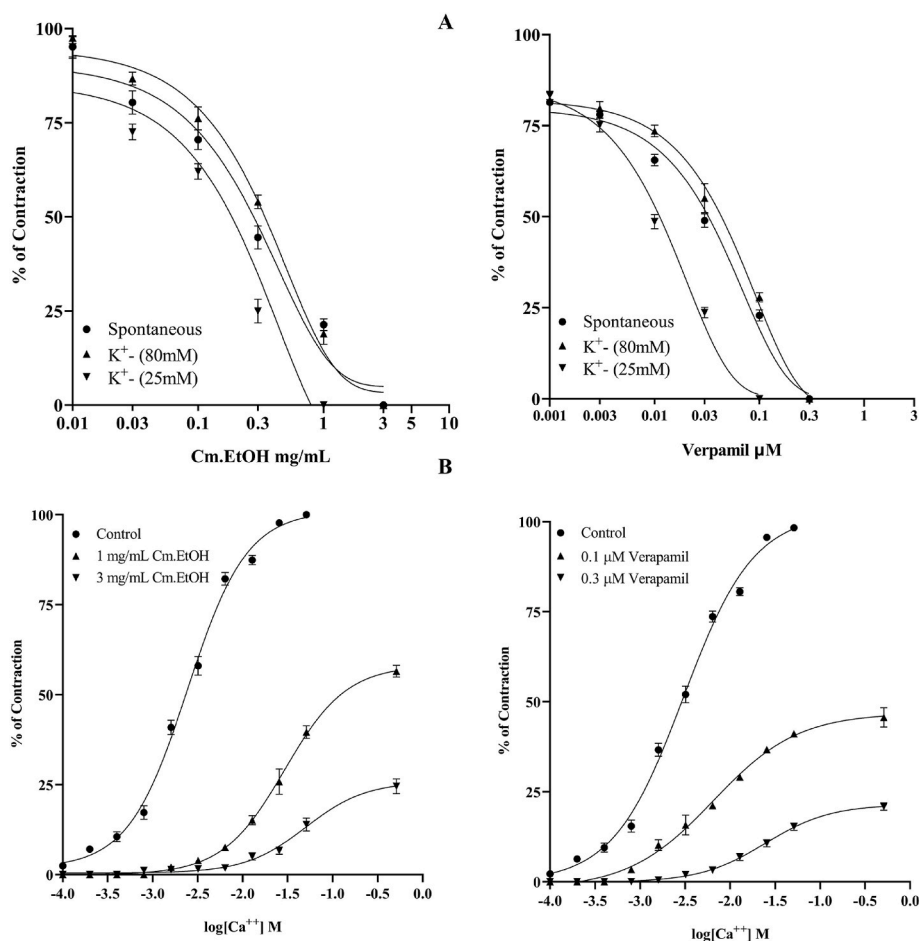 A
100
75
50
25
0
% of Contraction
Spontaneous
K+- (80mM)
K+- (25mM)
0.01 0.03 0.1 0.3 1 3 10
Cm.EtOH mg/mL
100
75
50
25
0
% of Contraction
Spontaneous
K+- (80mM)
K+- (25mM)
0.001 0.003 0.01 0.03 0.1 0.3 1 3
Verpamil µM
B
100
75
50
25
0
% of Contraction
Control
1 mg/mL Cm.EtOH
3 mg/mL Cm.EtOH
-4.0 -3.5 -3.0 -2.5 -2.0 -1.5 -1.0 -0.5 0.0
log[Ca++] M
100
75
50
25
0
% of Contraction
Control
0.1 µM Verapamil
0.3 µM Verapamil
-4.0 -3.5 -3.0 -2.5 -2.0 -1.5 -1.0 -0.5 0.0
log[Ca++] M